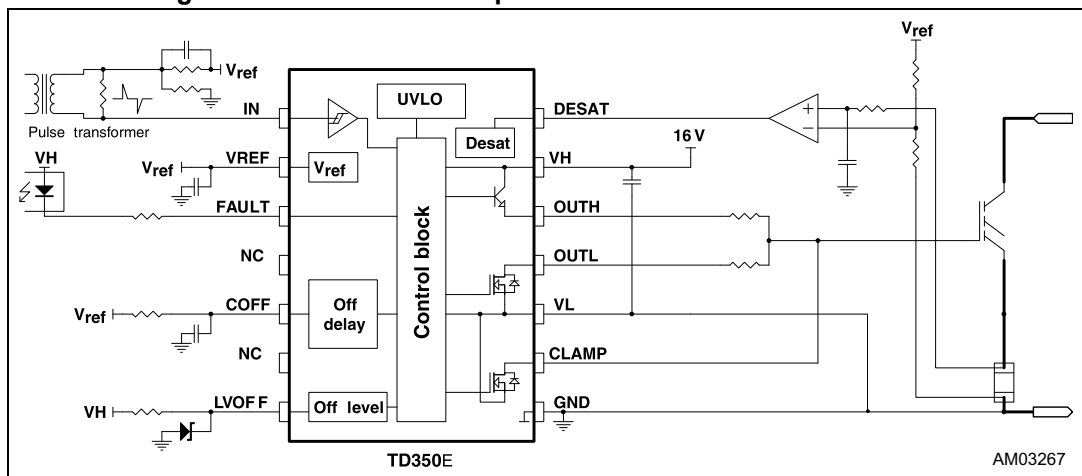 Vref
Vref
UVLO
IN
DESAT
Pulse transformer
Desat
16 V
VH
Vref
VREF
Vref
VH
FAULT
OUTH
NC
OUTL
Control block
Vref
COFF
Off
delay
VL
NC
CLAMP
VH
LVOFF
Off level
GND
TD350E
AM03267